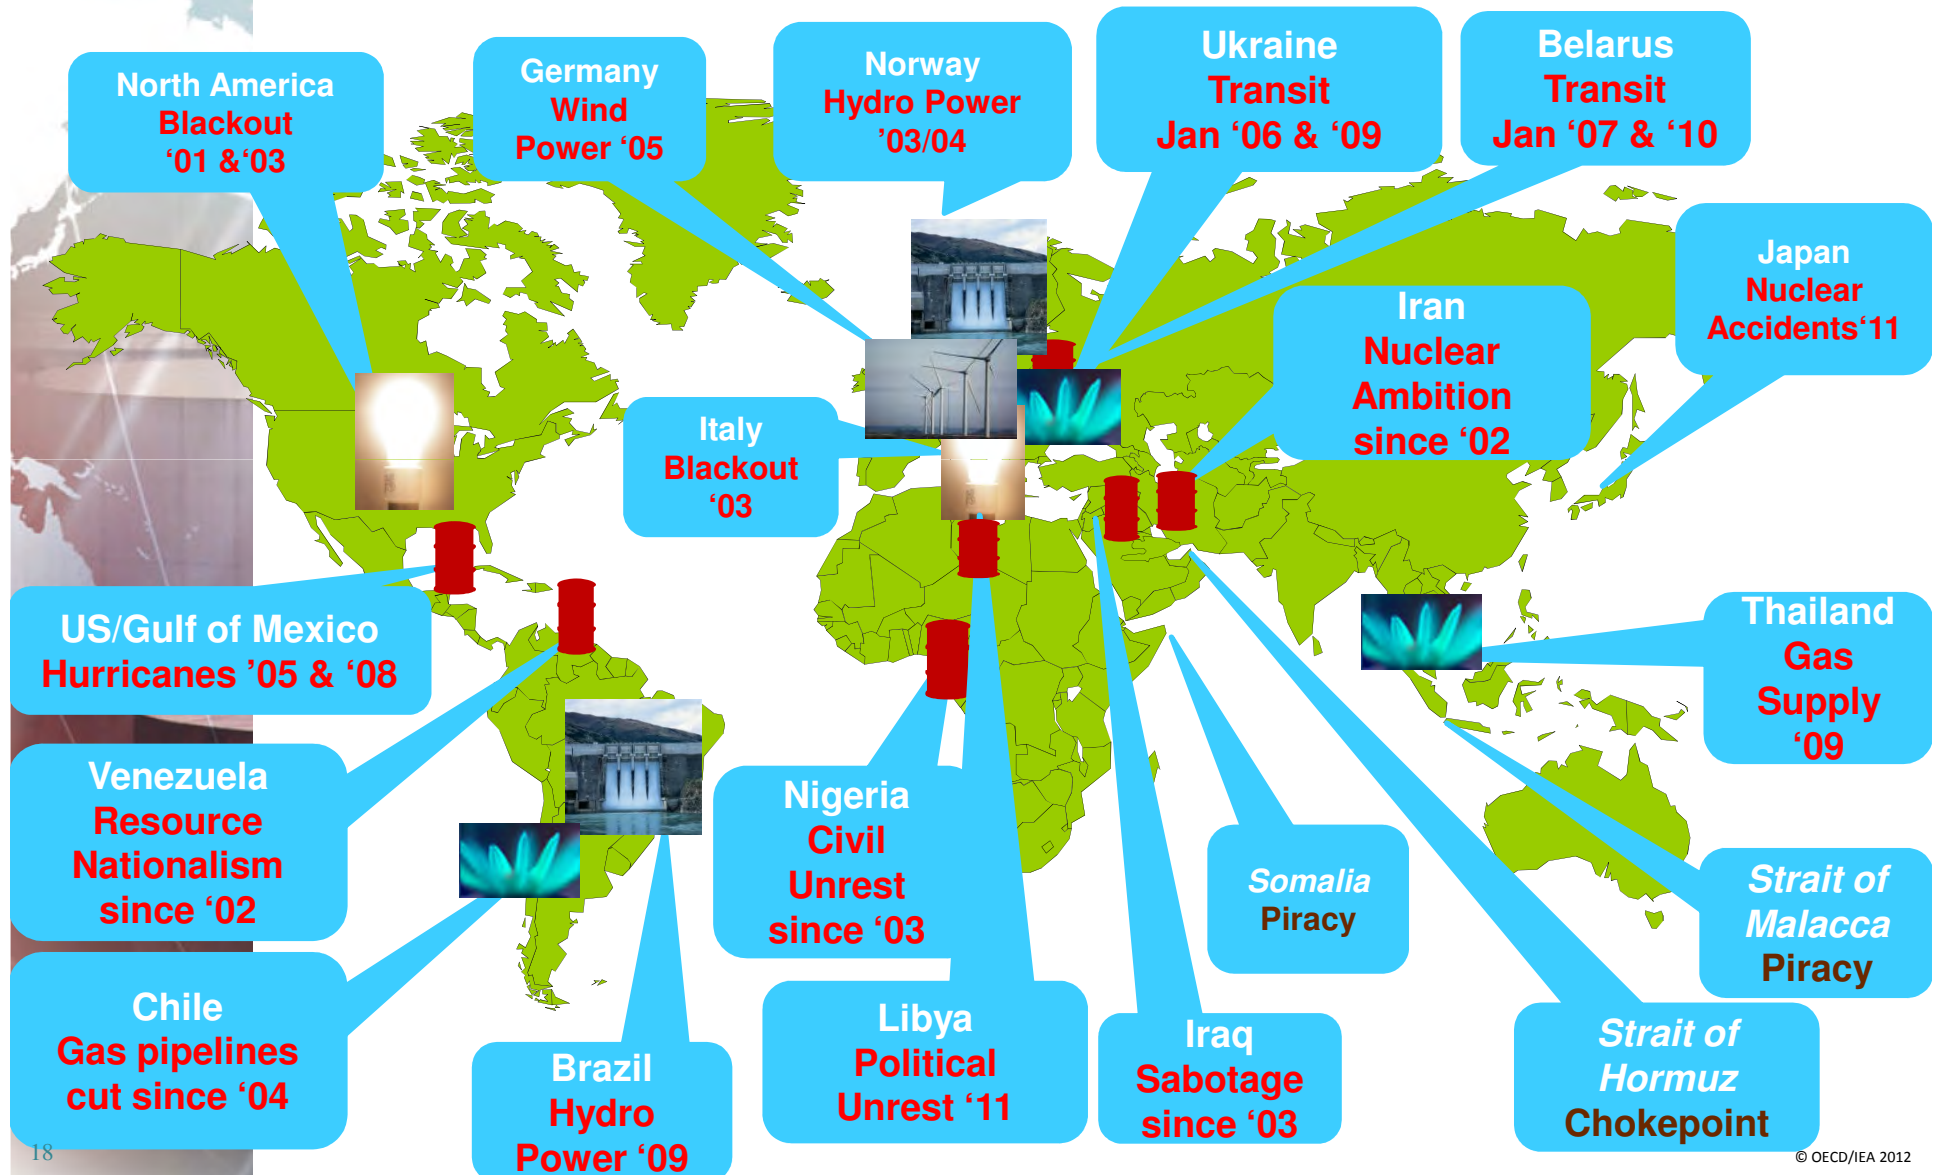 North America
Blackout
‘01 &‘03
Germany
Wind
Power ‘05
Norway
Hydro Power
’03/04
Ukraine
Transit
Jan ‘06 & ‘09
Belarus
Transit
Jan ‘07 & ‘10
Japan
Nuclear
Accidents‘11
Iran
Nuclear
Ambition
since ‘02
Italy
Blackout
‘03
US/Gulf of Mexico
Hurricanes ’05 & ‘08
Thailand
Gas
Supply
‘09
Venezuela
Resource
Nationalism
since ‘02
Nigeria
Civil
Unrest
since ‘03
Somalia
Piracy
Strait of
Malacca
Piracy
Chile
Gas pipelines
cut since ‘04
Brazil
Hydro
Power ‘09
Libya
Political
Unrest ‘11
Iraq
Sabotage
since ‘03
Strait of
Hormuz
Chokepoint
18
© OECD/IEA 2012